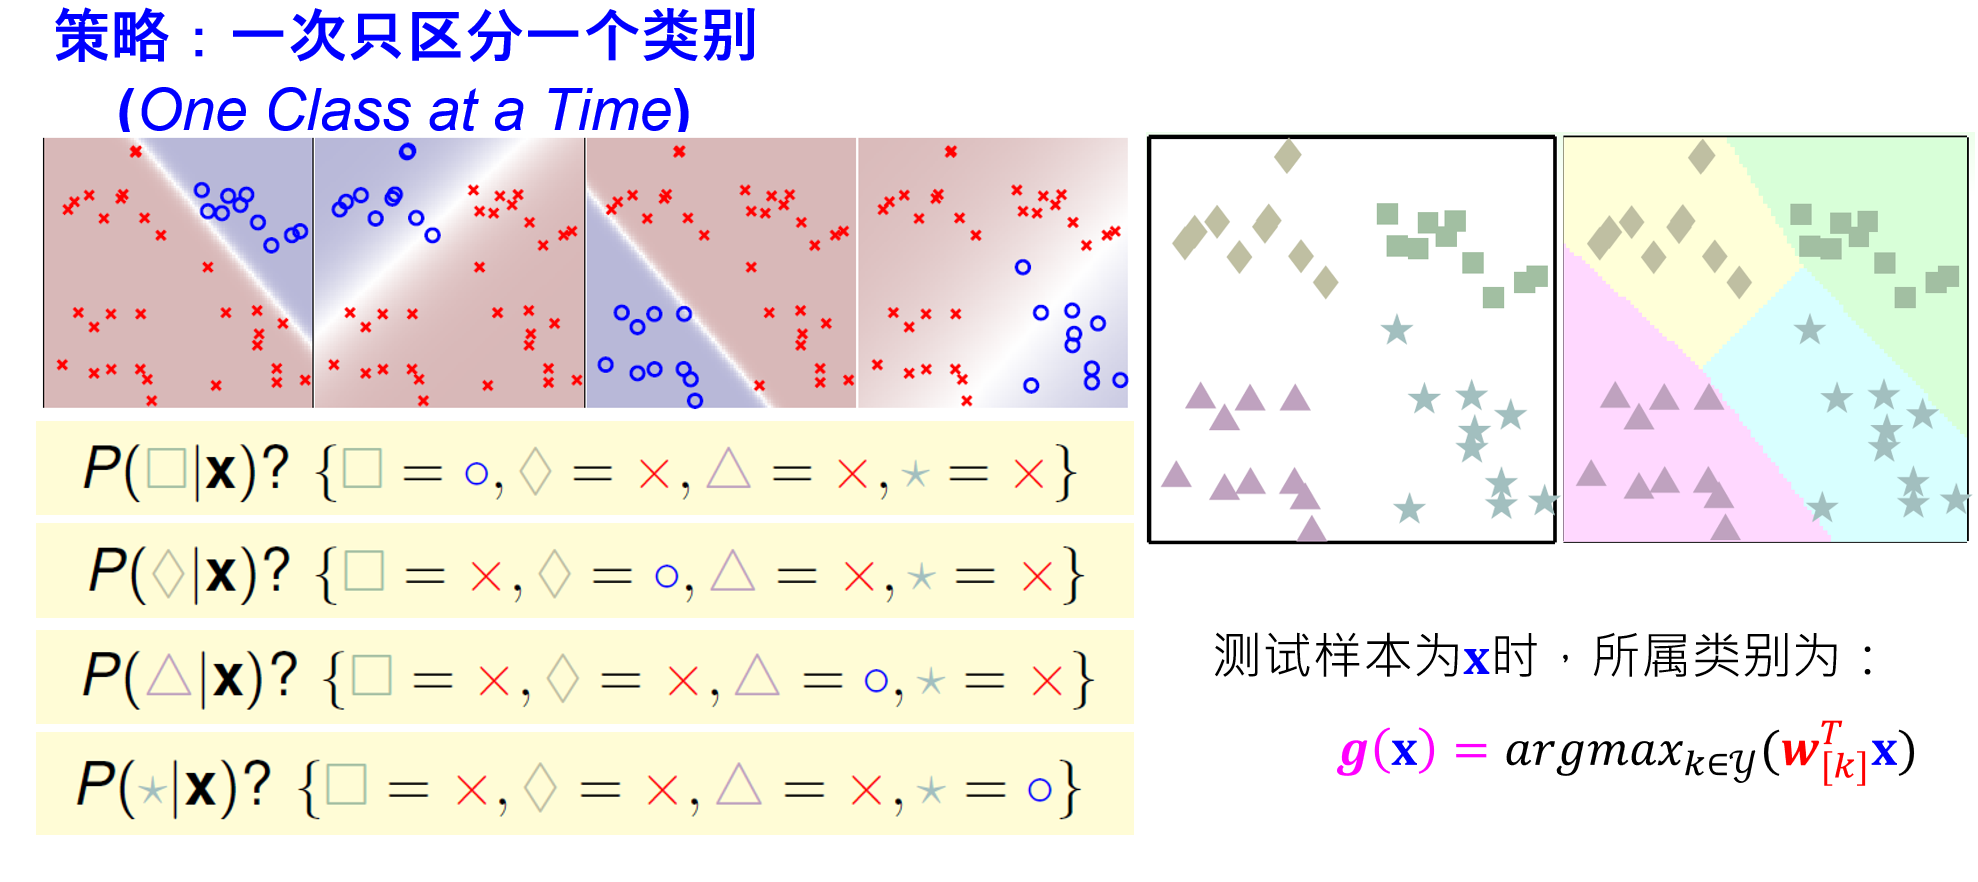 策略：一次只区分一个类别
(One Class at a Time)
P(□|x)? {□ = ○, ◇ = ×, △ = ×, ⋆ = ×}
P(◇|x)? {□ = ×, ◇ = ○, △ = ×, ⋆ = ×}
P(△|x)? {□ = ×, ◇ = ×, △ = ○, ⋆ = ×}
P(⋆|x)? {□ = ×, ◇ = ×, △ = ×, ⋆ = ○}
测试样本为x时，所属类别为：
g(x) = argmax_{k∈𝒴}(w_{[k]}^T x)